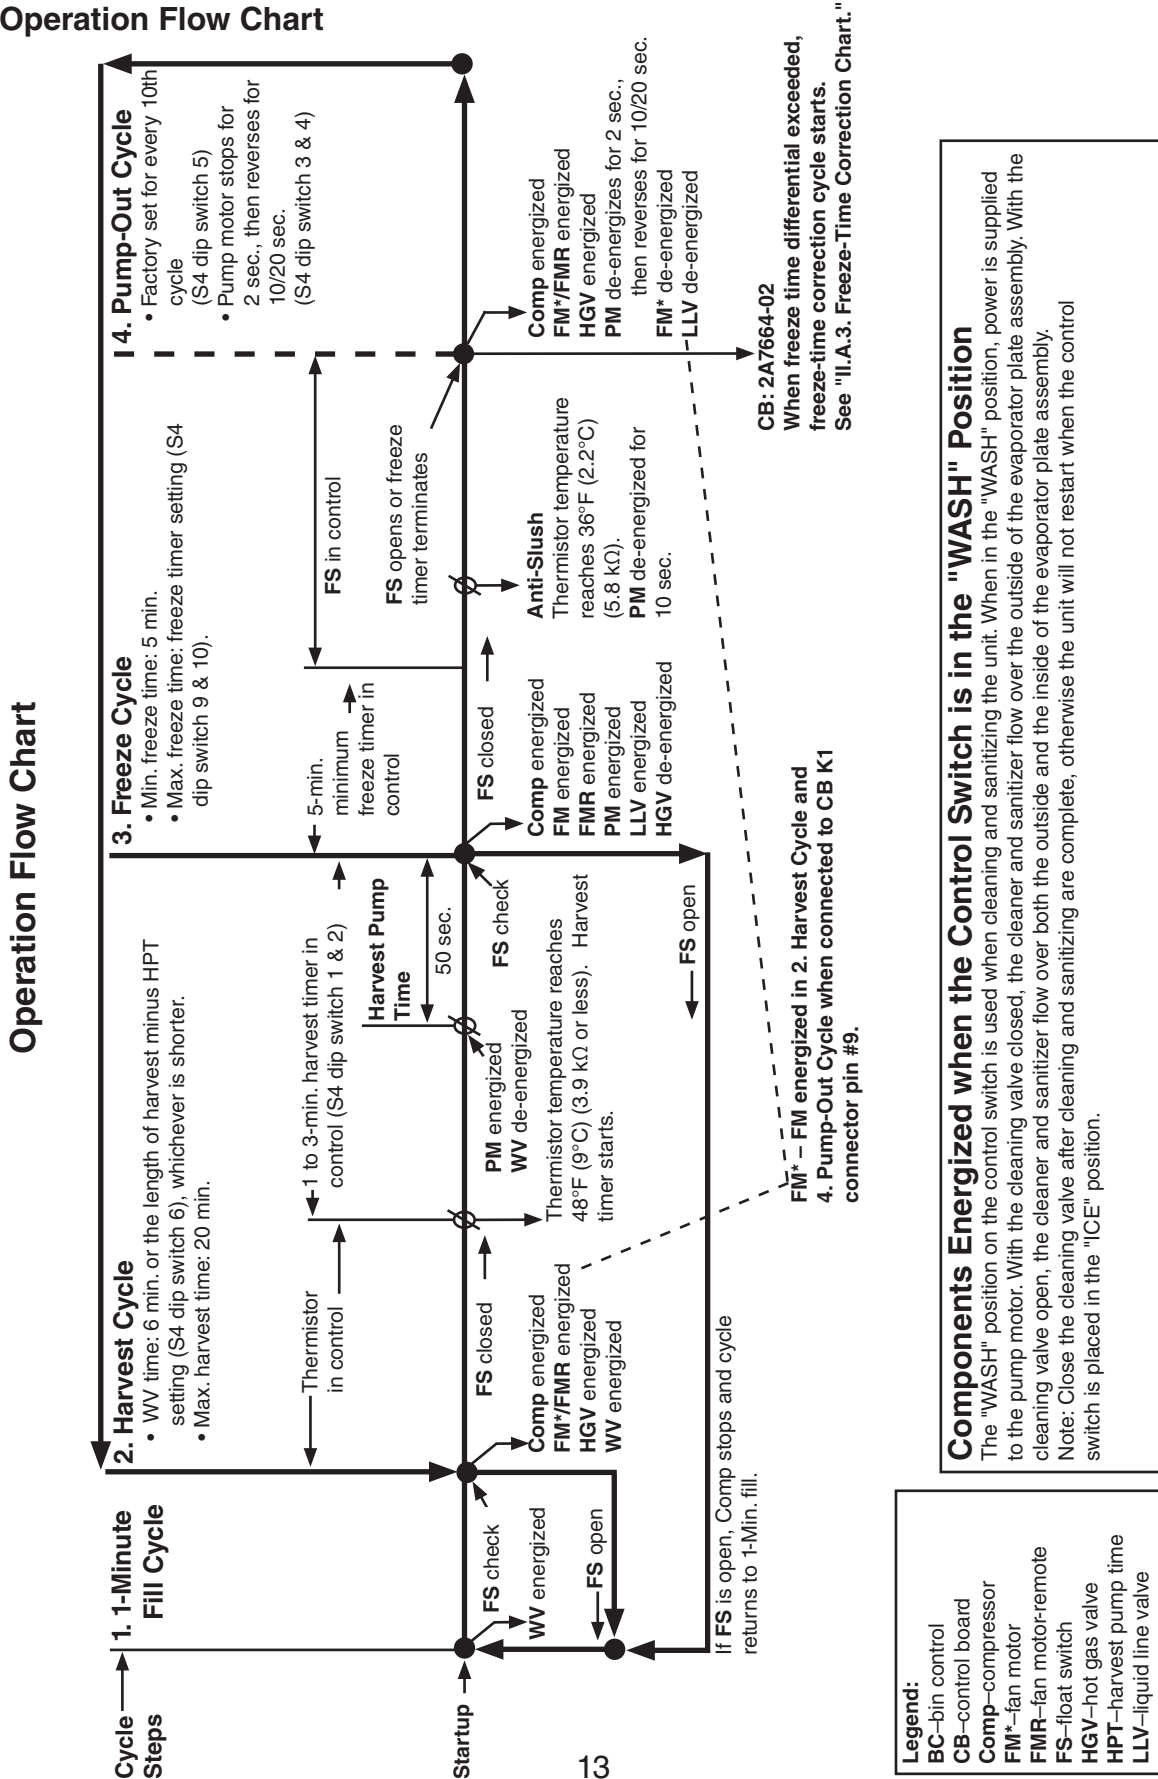 Operation Flow Chart
Operation Flow Chart
Cycle
Steps
1. 1-Minute
Fill Cycle
2. Harvest Cycle
• WV time: 6 min. or the length of harvest minus HPT
setting (S4 dip switch 6), whichever is shorter.
• Max. harvest time: 20 min.
3. Freeze Cycle
• Min. freeze time: 5 min.
• Max. freeze time: freeze timer setting (S4
dip switch 9 & 10).
4. Pump-Out Cycle
• Factory set for every 10th
cycle
(S4 dip switch 5)
• Pump motor stops for
2 sec., then reverses for
10/20 sec.
(S4 dip switch 3 & 4)
Thermistor
in control
1 to 3-min. harvest timer in
control (S4 dip switch 1 & 2)
Harvest Pump
Time
50 sec.
5-min.
minimum
freeze timer in
control
FS in control
FS opens or freeze
timer terminates
Startup
FS check
WV energized
FS open
FS closed
Comp energized
FM*/FMR energized
HGV energized
WV energized
Thermistor temperature reaches
48°F (9°C) (3.9 kΩ or less). Harvest
timer starts.
PM energized
WV de-energized
FS check
FS closed
Comp energized
FM energized
FMR energized
PM energized
LLV energized
HGV de-energized
Anti-Slush
Thermistor temperature
reaches 36°F (2.2°C)
(5.8 kΩ).
PM de-energized for
10 sec.
Comp energized
FM*/FMR energized
HGV energized
PM de-energizes for 2 sec.,
then reverses for 10/20 sec.
FM* de-energized
LLV de-energized
FS open
If FS is open, Comp stops and cycle
returns to 1-Min. fill.
FM* – FM energized in 2. Harvest Cycle and
4. Pump-Out Cycle when connected to CB K1
connector pin #9.
CB: 2A7664-02
When freeze time differential exceeded,
freeze-time correction cycle starts.
See "II.A.3. Freeze-Time Correction Chart."
Legend:
BC–bin control
CB–control board
Comp–compressor
FM*–fan motor
FMR–fan motor-remote
FS–float switch
HGV–hot gas valve
HPT–harvest pump time
LLV–liquid line valve
Components Energized when the Control Switch is in the "WASH" Position
The "WASH" position on the control switch is used when cleaning and sanitizing the unit. When in the "WASH" position, power is supplied
to the pump motor. With the cleaning valve closed, the cleaner and sanitizer flow over the outside of the evaporator plate assembly. With the
cleaning valve open, the cleaner and sanitizer flow over both the outside and the inside of the evaporator plate assembly.
Note: Close the cleaning valve after cleaning and sanitizing are complete, otherwise the unit will not restart when the control
switch is placed in the "ICE" position.
13